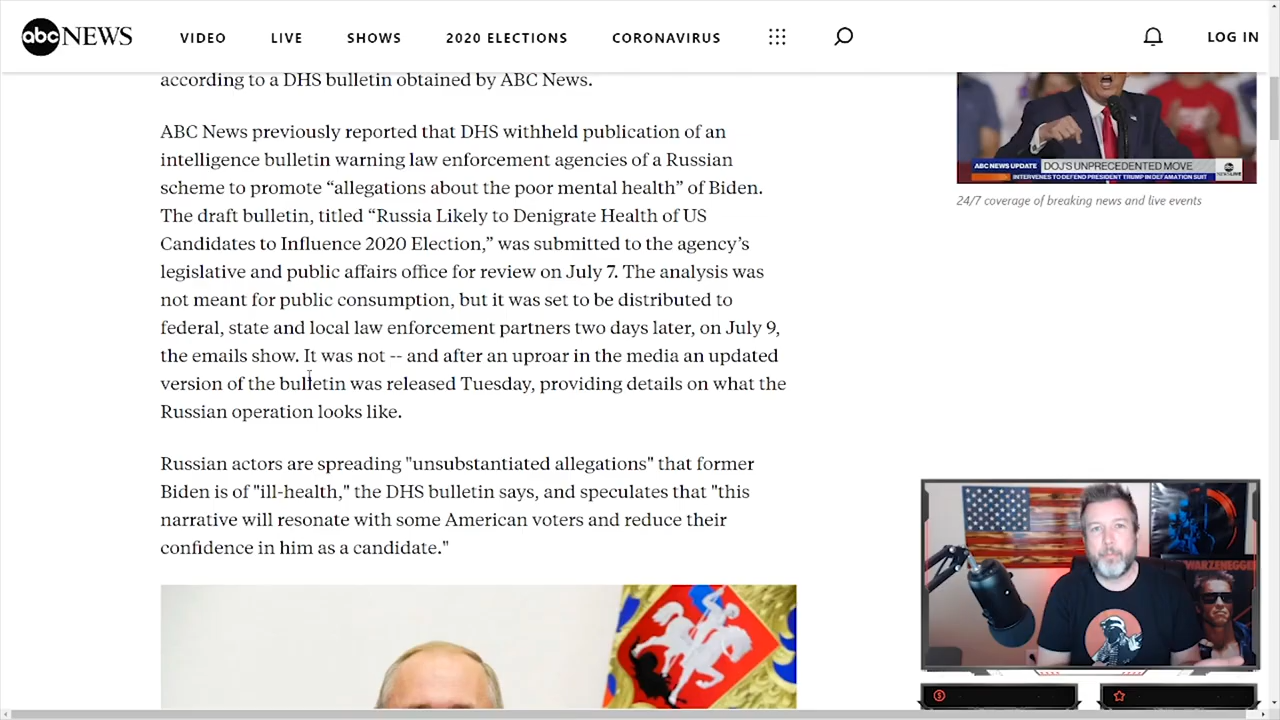 abc NEWS
VIDEO
LIVE
SHOWS
2020 ELECTIONS
CORONAVIRUS
LOG IN
according to a DHS bulletin obtained by ABC News.
ABC News previously reported that DHS withheld publication of an
intelligence bulletin warning law enforcement agencies of a Russian
scheme to promote “allegations about the poor mental health” of Biden.
The draft bulletin, titled “Russia Likely to Denigrate Health of US
Candidates to Influence 2020 Election,” was submitted to the agency’s
legislative and public affairs office for review on July 7. The analysis was
not meant for public consumption, but it was set to be distributed to
federal, state and local law enforcement partners two days later, on July 9,
the emails show. It was not -- and after an uproar in the media an updated
version of the bulletin was released Tuesday, providing details on what the
Russian operation looks like.
Russian actors are spreading "unsubstantiated allegations" that former
Biden is of "ill-health," the DHS bulletin says, and speculates that "this
narrative will resonate with some American voters and reduce their
confidence in him as a candidate."
ABC NEWS UPDATE
DOJ'S UNPRECEDENTED MOVE
INTERVENES TO DEFEND PRESIDENT TRUMP IN DEFAMATION SUIT
abc
24/7 coverage of breaking news and live events
WARZENEGGE